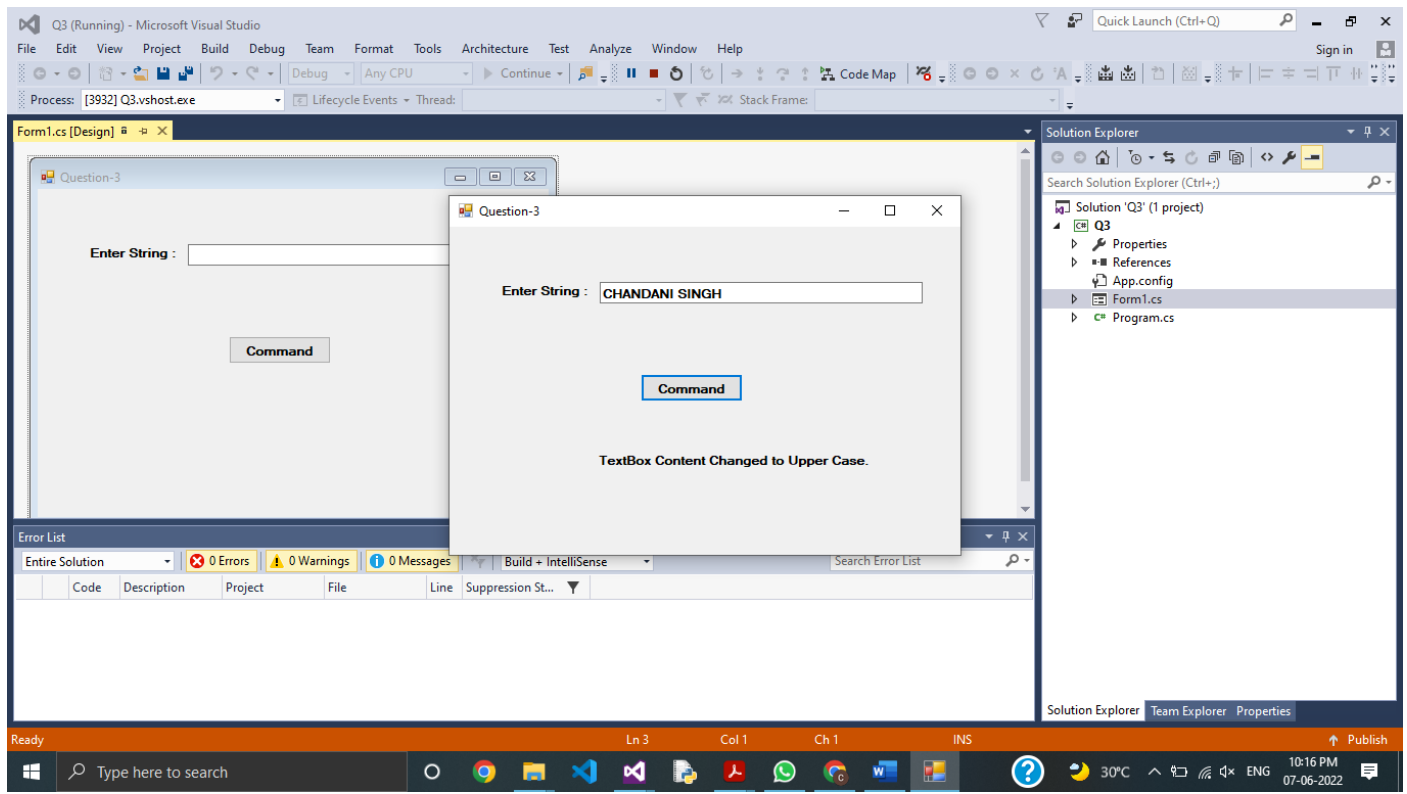 Q3 (Running) - Microsoft Visual Studio
Quick Launch (Ctrl+Q)
File Edit View Project Build Debug Team Format Tools Architecture Test Analyze Window Help
Sign in
Debug Any CPU Continue Code Map
Process: [3932] Q3.vshost.exe Lifecycle Events Thread: Stack Frame:
Form1.cs [Design]
Question-3
Enter String :
Command
Question-3
Enter String : CHANDANI SINGH
Command
TextBox Content Changed to Upper Case.
Solution Explorer
Search Solution Explorer (Ctrl+;)
Solution 'Q3' (1 project)
C# Q3
Properties
References
App.config
Form1.cs
C# Program.cs
Error List
Entire Solution 0 Errors 0 Warnings 0 Messages Build + IntelliSense Search Error List
Code Description Project File Line Suppression St...
Solution Explorer Team Explorer Properties
Ready Ln 3 Col 1 Ch 1 INS Publish
Type here to search
30°C ENG
10:16 PM
07-06-2022